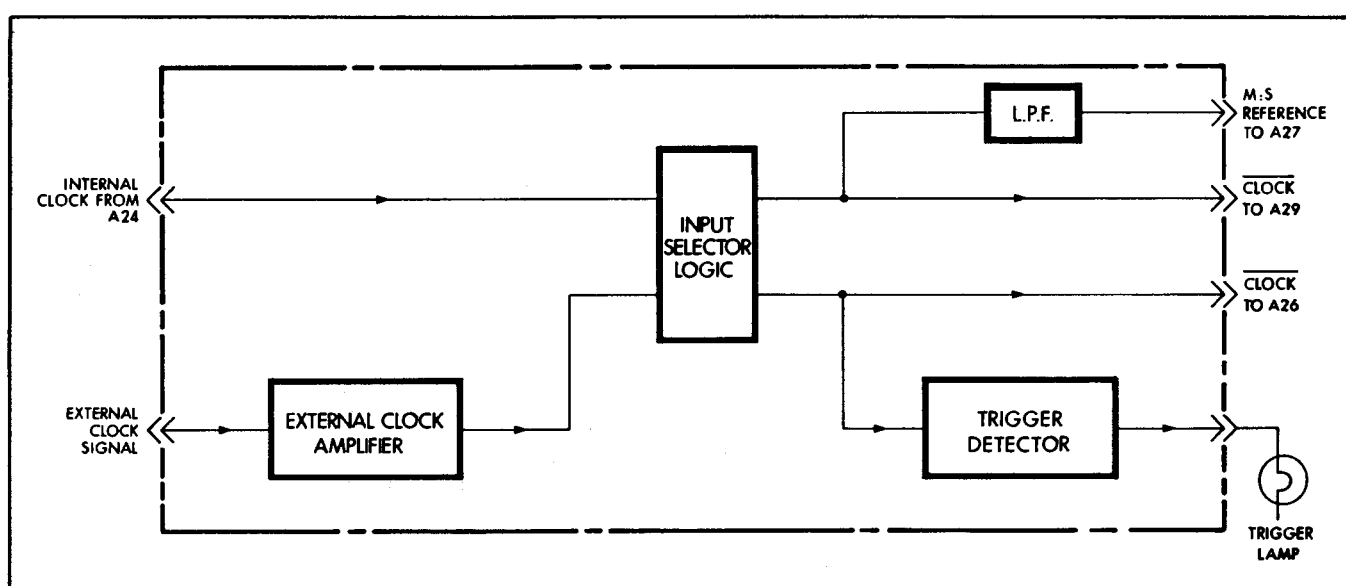 L.P.F.
M:S
REFERENCE
TO A27
INTERNAL
CLOCK FROM
A24
CLOCK
TO A29
INPUT
SELECTOR
LOGIC
CLOCK
TO A26
EXTERNAL
CLOCK
SIGNAL
EXTERNAL CLOCK
AMPLIFIER
TRIGGER
DETECTOR
TRIGGER
LAMP